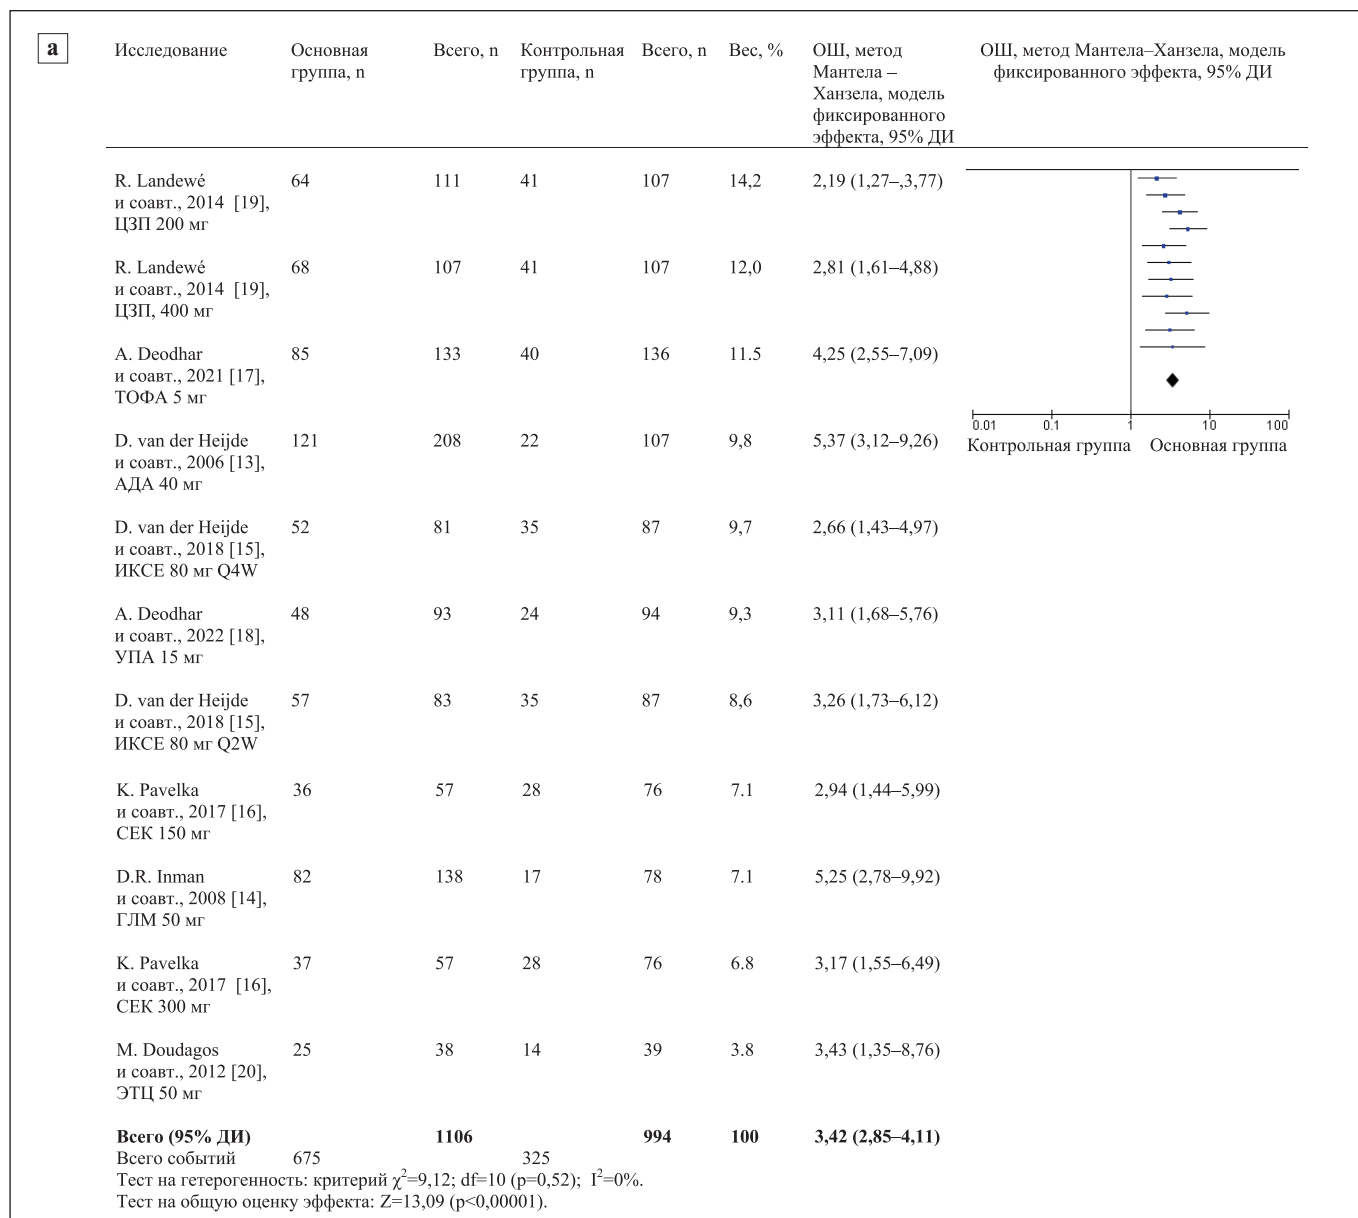 а
Исследование Основная Всего, n Контрольная Всего, n Вес, % ОШ, метод ОШ, метод Мантела–Ханзела, модель
группа, n группа, n Мантела – фиксированного эффекта, 95% ДИ
Ханзела, модель
фиксированного
эффекта, 95% ДИ
R. Landewé 64 111 41 107 14,2 2,19 (1,27–,3,77)
и соавт., 2014 [19],
ЦЗП 200 мг
R. Landewé 68 107 41 107 12,0 2,81 (1,61–4,88)
и соавт., 2014 [19],
ЦЗП, 400 мг
A. Deodhar 85 133 40 136 11.5 4,25 (2,55–7,09)
и соавт., 2021 [17],
ТОФА 5 мг
0.01 0.1 1 10 100
Контрольная группа Основная группа
D. van der Heijde 121 208 22 107 9,8 5,37 (3,12–9,26)
и соавт., 2006 [13],
АДА 40 мг
D. van der Heijde 52 81 35 87 9,7 2,66 (1,43–4,97)
и соавт., 2018 [15],
ИКСЕ 80 мг Q4W
A. Deodhar 48 93 24 94 9,3 3,11 (1,68–5,76)
и соавт., 2022 [18],
УПА 15 мг
D. van der Heijde 57 83 35 87 8,6 3,26 (1,73–6,12)
и соавт., 2018 [15],
ИКСЕ 80 мг Q2W
K. Pavelka 36 57 28 76 7.1 2,94 (1,44–5,99)
и соавт., 2017 [16],
СЕК 150 мг
D.R. Inman 82 138 17 78 7.1 5,25 (2,78–9,92)
и соавт., 2008 [14],
ГЛМ 50 мг
K. Pavelka 37 57 28 76 6.8 3,17 (1,55–6,49)
и соавт., 2017 [16],
СЕК 300 мг
M. Doudagos 25 38 14 39 3.8 3,43 (1,35–8,76)
и соавт., 2012 [20],
ЭТЦ 50 мг
Всего (95% ДИ) 1106 994 100 3,42 (2,85–4,11)
Всего событий 675 325
Тест на гетерогенность: критерий χ²=9,12; df=10 (p=0,52); I²=0%.
Тест на общую оценку эффекта: Z=13,09 (p<0,00001).